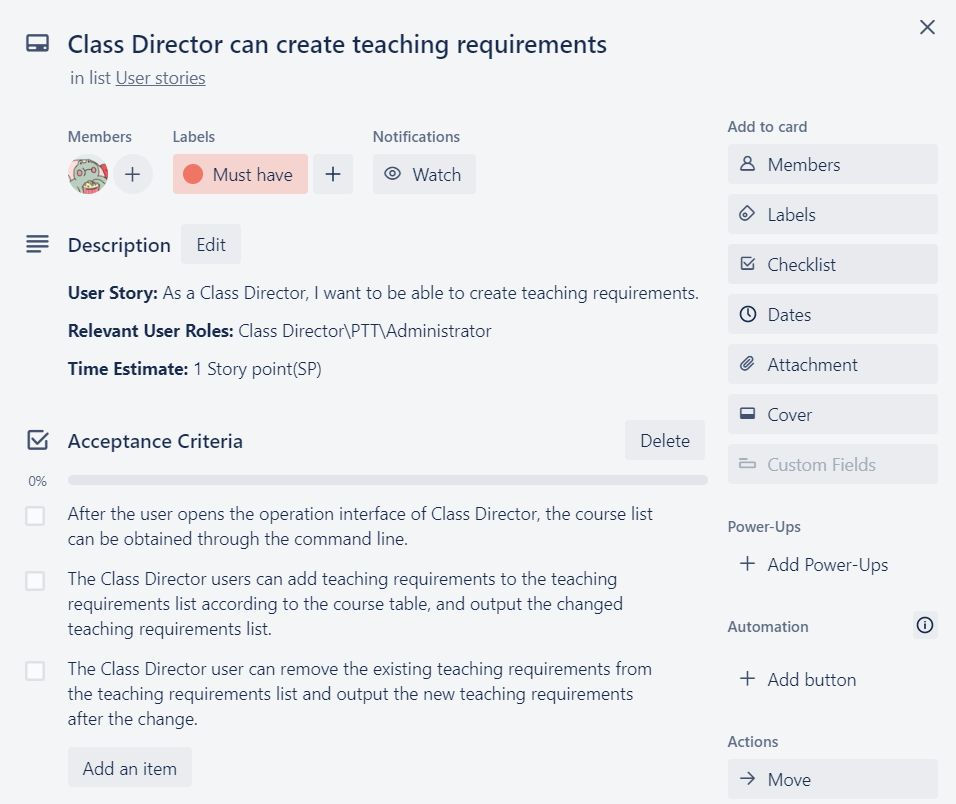 Class Director can create teaching requirements
in list User stories
Members
Labels
Notifications
Must have
Watch
Description
Edit
User Story: As a Class Director, I want to be able to create teaching requirements.
Relevant User Roles: Class Director\PTT\Administrator
Time Estimate: 1 Story point(SP)
Acceptance Criteria
Delete
0%
After the user opens the operation interface of Class Director, the course list
can be obtained through the command line.
The Class Director users can add teaching requirements to the teaching
requirements list according to the course table, and output the changed
teaching requirements list.
The Class Director user can remove the existing teaching requirements from
the teaching requirements list and output the new teaching requirements
after the change.
Add an item
Add to card
Members
Labels
Checklist
Dates
Attachment
Cover
Custom Fields
Power-Ups
Add Power-Ups
Automation
Add button
Actions
Move